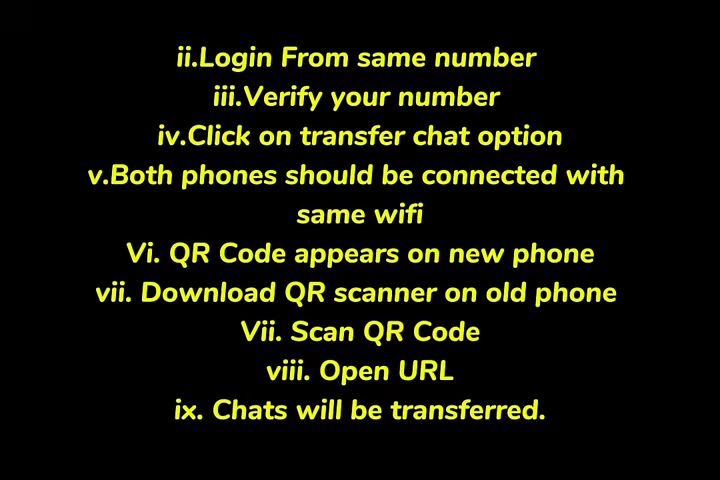 ii.Login From same number
iii.Verify your number
iv.Click on transfer chat option
v.Both phones should be connected with
same wifi
Vi. QR Code appears on new phone
vii. Download QR scanner on old phone
Vii. Scan QR Code
viii. Open URL
ix. Chats will be transferred.